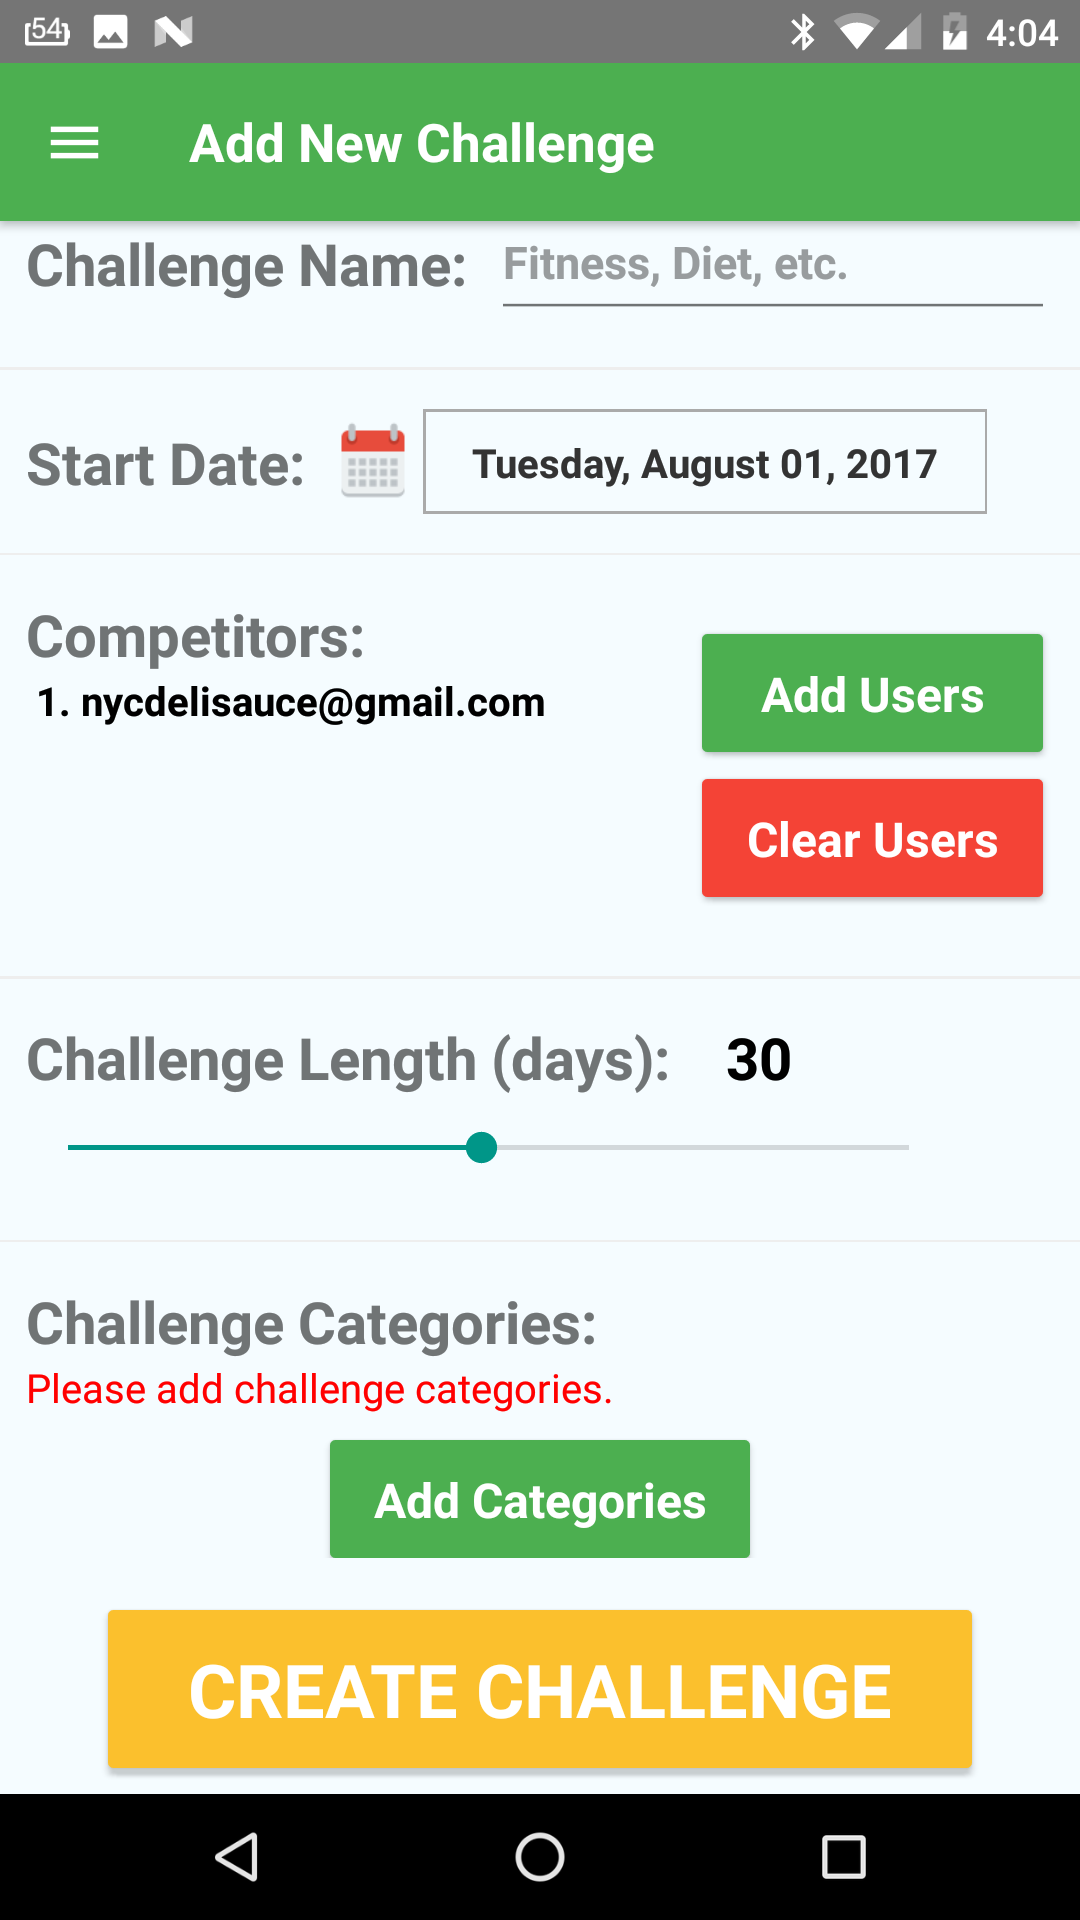 54
4:04
Add New Challenge
Challenge Name: Fitness, Diet, etc.
Start Date: Tuesday, August 01, 2017
Competitors:
1. nycdelisauce@gmail.com
Add Users
Clear Users
Challenge Length (days): 30
Challenge Categories:
Please add challenge categories.
Add Categories
CREATE CHALLENGE